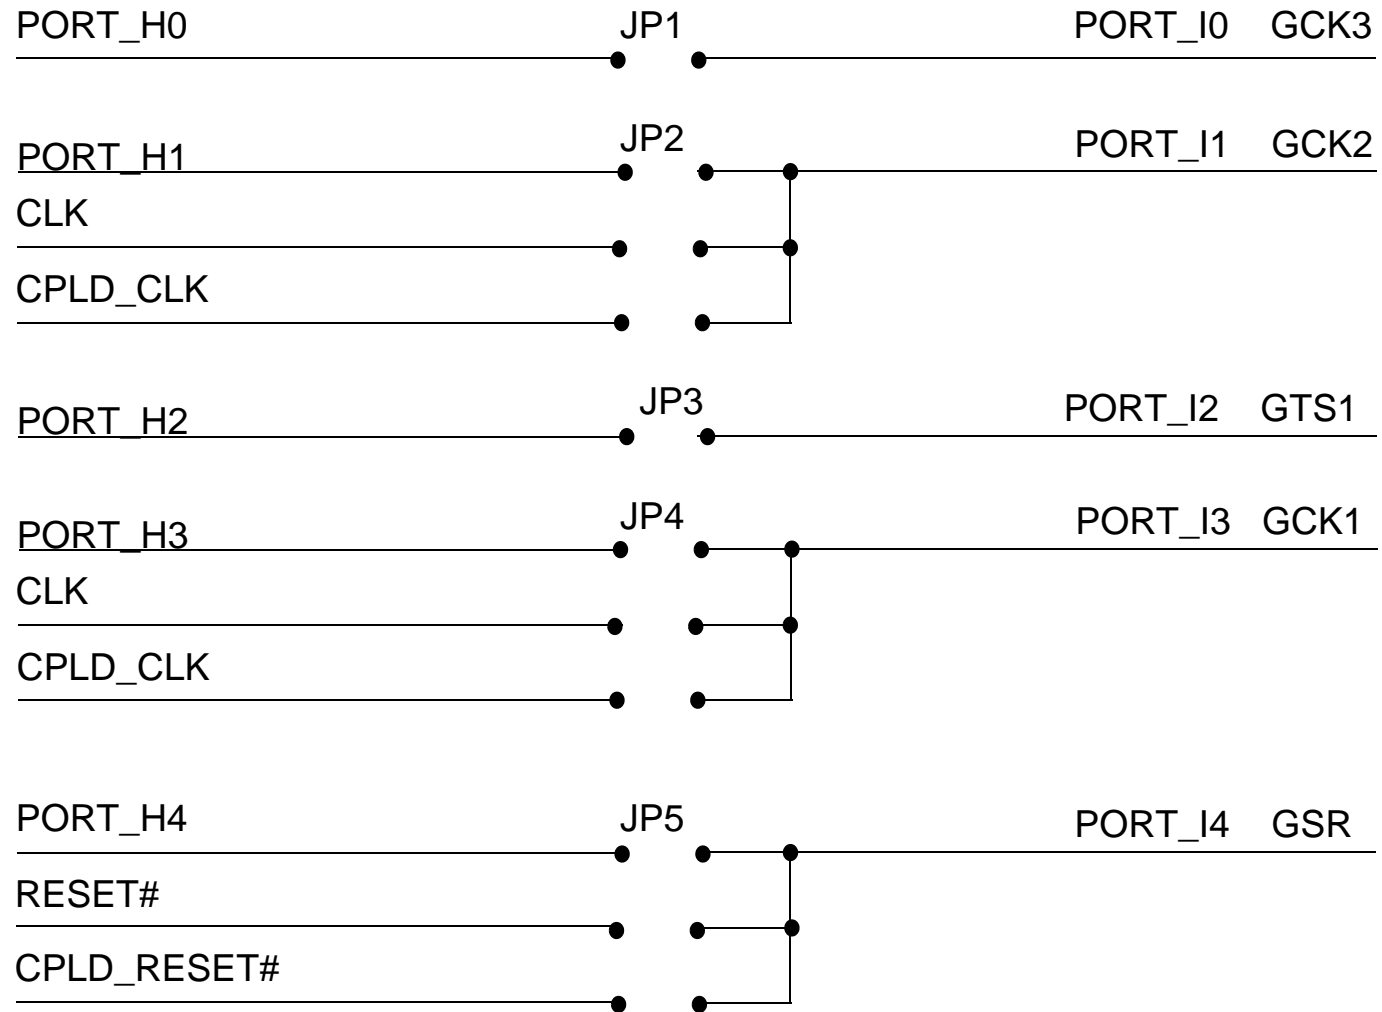 PORT_H0 JP1 PORT_I0 GCK3
PORT_H1 JP2 PORT_I1 GCK2
CLK
CPLD_CLK
PORT_H2 JP3 PORT_I2 GTS1
PORT_H3 JP4 PORT_I3 GCK1
CLK
CPLD_CLK
PORT_H4 JP5 PORT_I4 GSR
RESET#
CPLD_RESET#